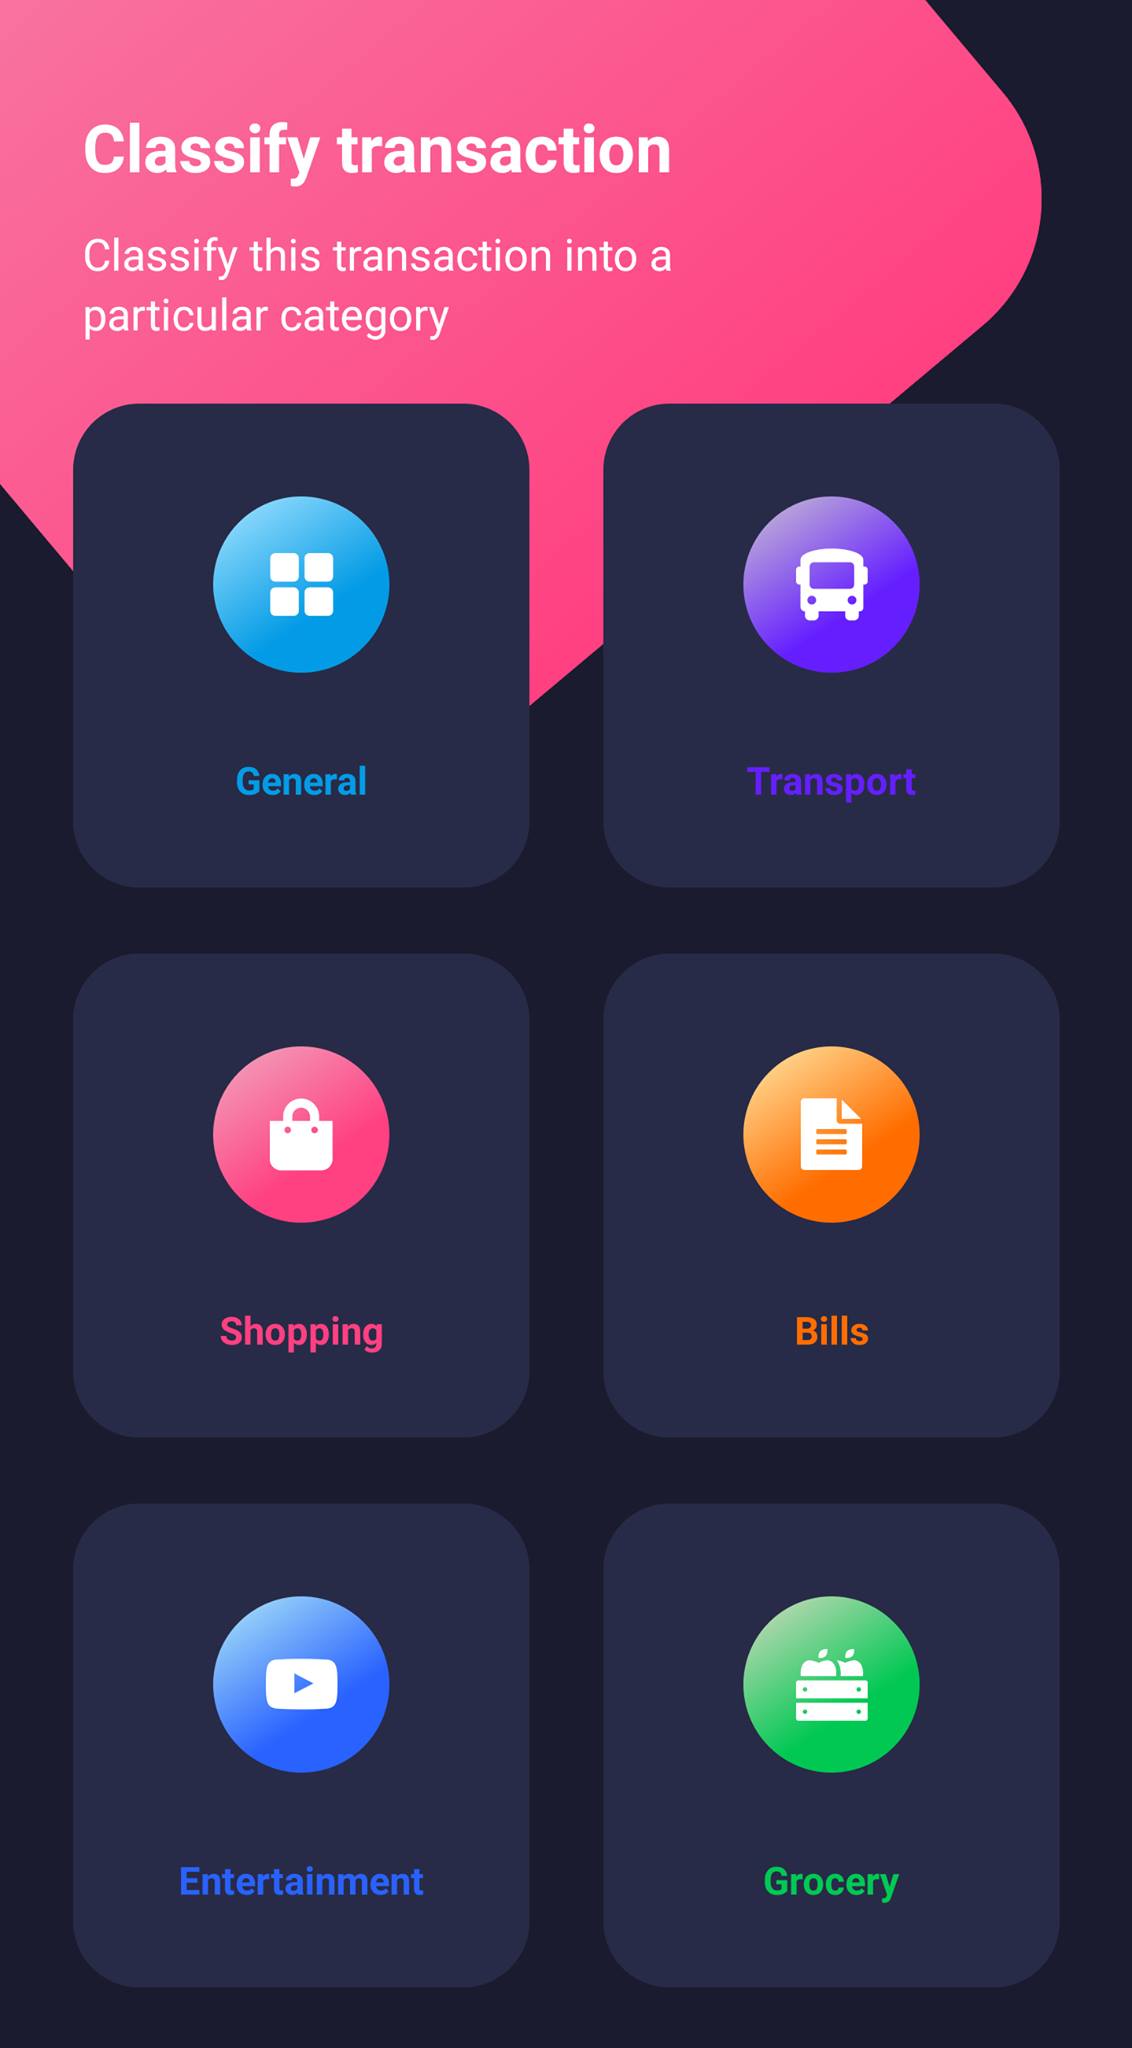 Classify transaction
Classify this transaction into a
particular category
General
Transport
Shopping
Bills
Entertainment
Grocery